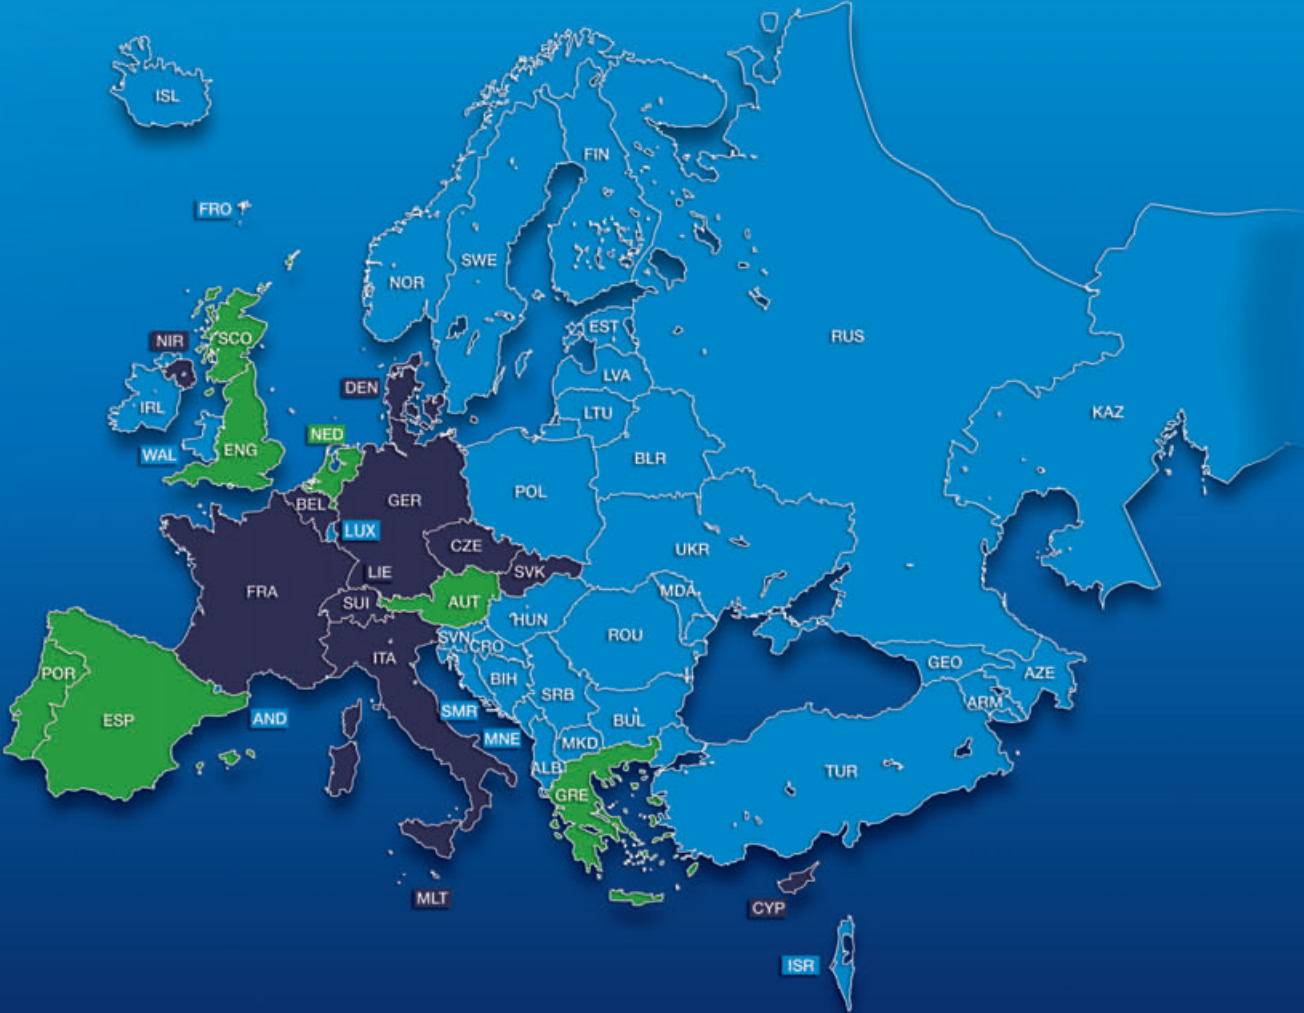 ISL
FIN
FRO
SWE
NOR
EST
RUS
SCO
NIR
LVA
DEN
IRL
LTU
KAZ
NED
ENG
WAL
BLR
POL
GER
BEL
LUX
CZE
UKR
LIE
SVK
FRA
MDA
SUI
AUT
HUN
SVN
ROU
CRO
ITA
GEO
POR
AZE
BIH
SRB
ARM
SMR
AND
ESP
BUL
MNE
MKD
ALB
TUR
GRE
MLT
CYP
ISR